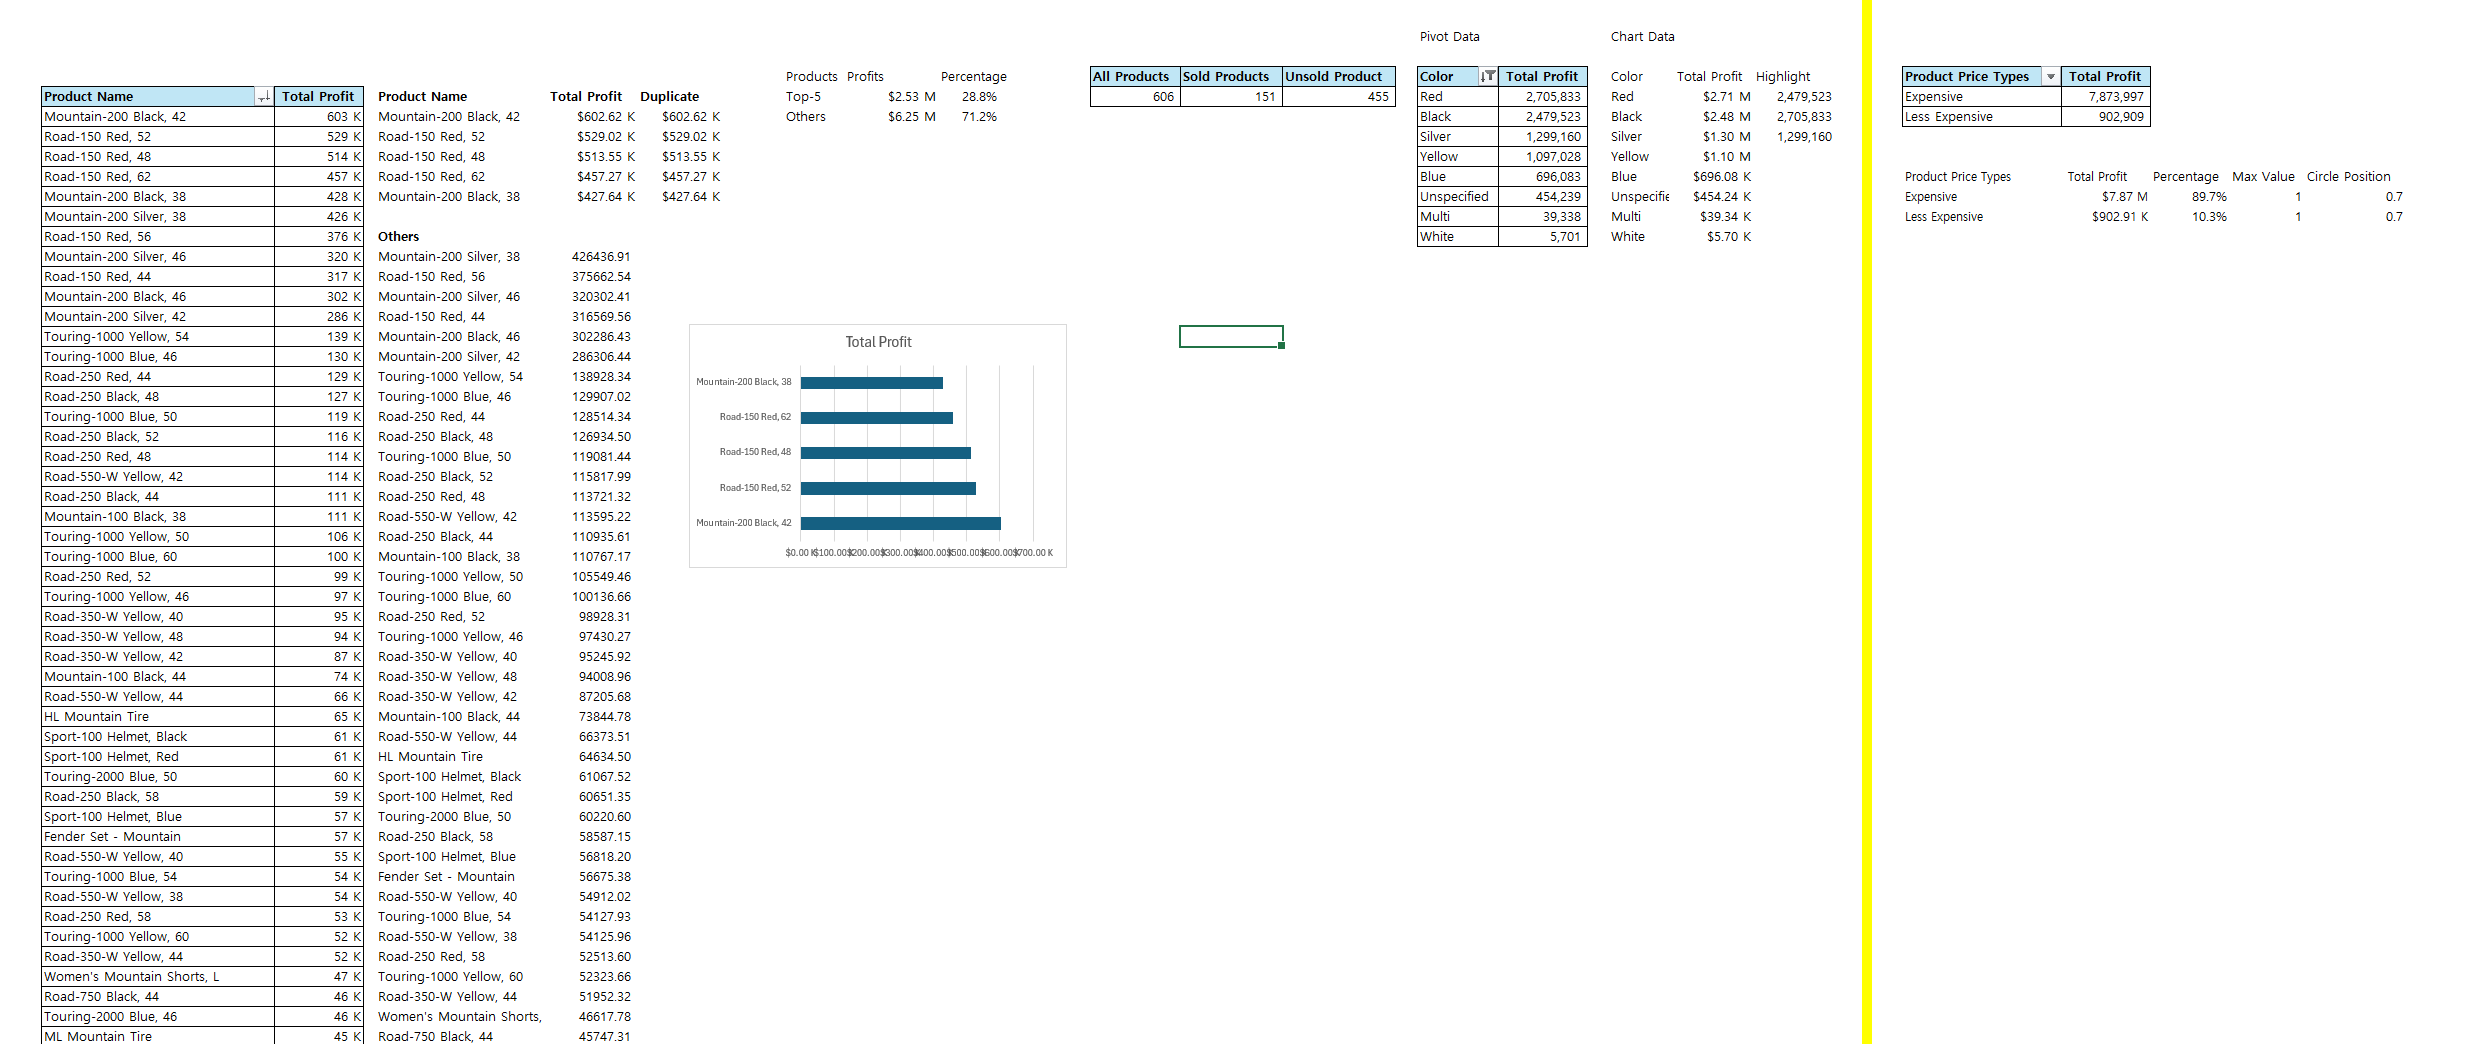 Pivot Data	Chart Data
Products	Profits	Percentage	All Products	Sold Products	Unsold Product	Color	Total Profit	Color	Total Profit	Highlight	Product Price Types	Total Profit
Product Name	Total Profit	Product Name	Total Profit	Duplicate	Top-5	$2.53 M	28.8%	606	151	455	Red	2,705,833	Red	$2.71 M	2,479,523	Expensive	7,873,997
Mountain-200 Black, 42	603 K	Mountain-200 Black, 42	$602.62 K	$602.62 K	Others	$6.25 M	71.2%	Black	2,479,523	Black	$2.48 M	2,705,833	Less Expensive	902,909
Road-150 Red, 52	529 K	Road-150 Red, 52	$529.02 K	$529.02 K	Silver	1,299,160	Silver	$1.30 M	1,299,160
Road-150 Red, 48	514 K	Road-150 Red, 48	$513.55 K	$513.55 K	Yellow	1,097,028	Yellow	$1.10 M
Road-150 Red, 62	457 K	Road-150 Red, 62	$457.27 K	$457.27 K	Blue	696,083	Blue	$696.08 K	Product Price Types	Total Profit	Percentage	Max Value	Circle Position
Mountain-200 Black, 38	428 K	Mountain-200 Black, 38	$427.64 K	$427.64 K	Unspecified	454,239	Unspecifie	$454.24 K	Expensive	$7.87 M	89.7%	1	0.7
Mountain-200 Silver, 38	426 K	Multi	39,338	Multi	$39.34 K	Less Expensive	$902.91 K	10.3%	1	0.7
Road-150 Red, 56	376 K	Others	White	5,701	White	$5.70 K
Mountain-200 Silver, 46	320 K	Mountain-200 Silver, 38	426436.91
Road-150 Red, 44	317 K	Road-150 Red, 56	375662.54
Mountain-200 Black, 46	302 K	Mountain-200 Silver, 46	320302.41
Mountain-200 Silver, 42	286 K	Road-150 Red, 44	316569.56
Touring-1000 Yellow, 54	139 K	Mountain-200 Black, 46	302286.43
Touring-1000 Blue, 46	130 K	Mountain-200 Silver, 42	286306.44
Road-250 Red, 44	129 K	Touring-1000 Yellow, 54	138928.34
Road-250 Black, 48	127 K	Touring-1000 Blue, 46	129907.02
Touring-1000 Blue, 50	119 K	Road-250 Red, 44	128514.34
Road-250 Black, 52	116 K	Road-250 Black, 48	126934.50
Road-250 Red, 48	114 K	Touring-1000 Blue, 50	119081.44
Road-550-W Yellow, 42	114 K	Road-250 Black, 52	115817.99
Road-250 Black, 44	111 K	Road-250 Red, 48	113721.32
Mountain-100 Black, 38	111 K	Road-550-W Yellow, 42	113595.22
Touring-1000 Yellow, 50	106 K	Road-250 Black, 44	110935.61
Touring-1000 Blue, 60	100 K	Mountain-100 Black, 38	110767.17
Road-250 Red, 52	99 K	Touring-1000 Yellow, 50	105549.46
Touring-1000 Yellow, 46	97 K	Touring-1000 Blue, 60	100136.66
Road-350-W Yellow, 40	95 K	Road-250 Red, 52	98928.31
Road-350-W Yellow, 48	94 K	Touring-1000 Yellow, 46	97430.27
Road-350-W Yellow, 42	87 K	Road-350-W Yellow, 40	95245.92
Mountain-100 Black, 44	74 K	Road-350-W Yellow, 48	94008.96
Road-550-W Yellow, 44	66 K	Road-350-W Yellow, 42	87205.68
HL Mountain Tire	65 K	Mountain-100 Black, 44	73844.78
Sport-100 Helmet, Black	61 K	Road-550-W Yellow, 44	66373.51
Sport-100 Helmet, Red	61 K	HL Mountain Tire	64634.50
Touring-2000 Blue, 50	60 K	Sport-100 Helmet, Black	61067.52
Road-250 Black, 58	59 K	Sport-100 Helmet, Red	60651.35
Sport-100 Helmet, Blue	57 K	Touring-2000 Blue, 50	60220.60
Fender Set - Mountain	57 K	Road-250 Black, 58	58587.15
Road-550-W Yellow, 40	55 K	Sport-100 Helmet, Blue	56818.20
Touring-1000 Blue, 54	54 K	Fender Set - Mountain	56675.38
Road-550-W Yellow, 38	54 K	Road-550-W Yellow, 40	54912.02
Road-250 Red, 58	53 K	Touring-1000 Blue, 54	54127.93
Touring-1000 Yellow, 60	52 K	Road-550-W Yellow, 38	54125.96
Road-350-W Yellow, 44	52 K	Road-250 Red, 58	52513.60
Women's Mountain Shorts, L	47 K	Touring-1000 Yellow, 60	52323.66
Road-750 Black, 44	46 K	Road-350-W Yellow, 44	51952.32
Touring-2000 Blue, 46	46 K	Women's Mountain Shorts,	46617.78
ML Mountain Tire	45 K	Road-750 Black, 44	45747.31
Total Profit
Mountain-200 Black, 38
Road-150 Red, 62
Road-150 Red, 48
Road-150 Red, 52
Mountain-200 Black, 42
$0.00 K $100.00 $200.00 $300.00 $400.00 $500.00 $600.00 $700.00 K